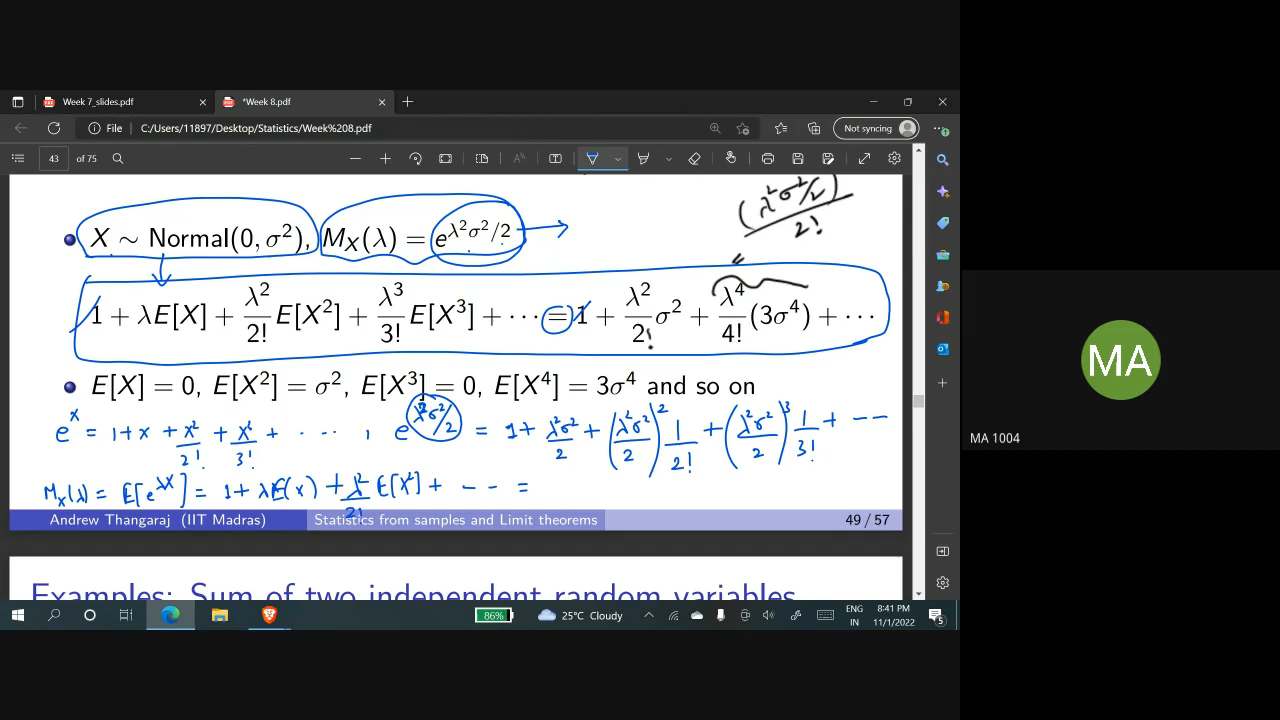 Week 7_slides.pdf
*Week 8.pdf
File C:/Users/11897/Desktop/Statistics/Week%208.pdf
Not syncing
43 of 75
(λ²σ²/2)² / 2!
X ∼ Normal(0, σ²), M_X(λ) = e^{λ²σ²/2}
1 + λE[X] + λ²/2! E[X²] + λ³/3! E[X³] + ··· = 1 + λ²/2! σ² + λ⁴/4! (3σ⁴) + ···
E[X] = 0, E[X²] = σ², E[X³] = 0, E[X⁴] = 3σ⁴ and so on
e^x = 1 + x + x²/2! + x³/3! + ····, e^{λ²σ²/2} = 1 + λ²σ²/2 + (λ²σ²/2)² 1/2! + (λ²σ²/2)³ 1/3! + --
M_X(λ) = E[e^{λX}] = 1 + λE(x) + λ²/2! E[X²] + -- =
Andrew Thangaraj (IIT Madras) Statistics from samples and Limit theorems 49 / 57
Examples: Sum of two independent random variables
MA
MA 1004
86% 25°C Cloudy ENG IN 8:41 PM 11/1/2022 5